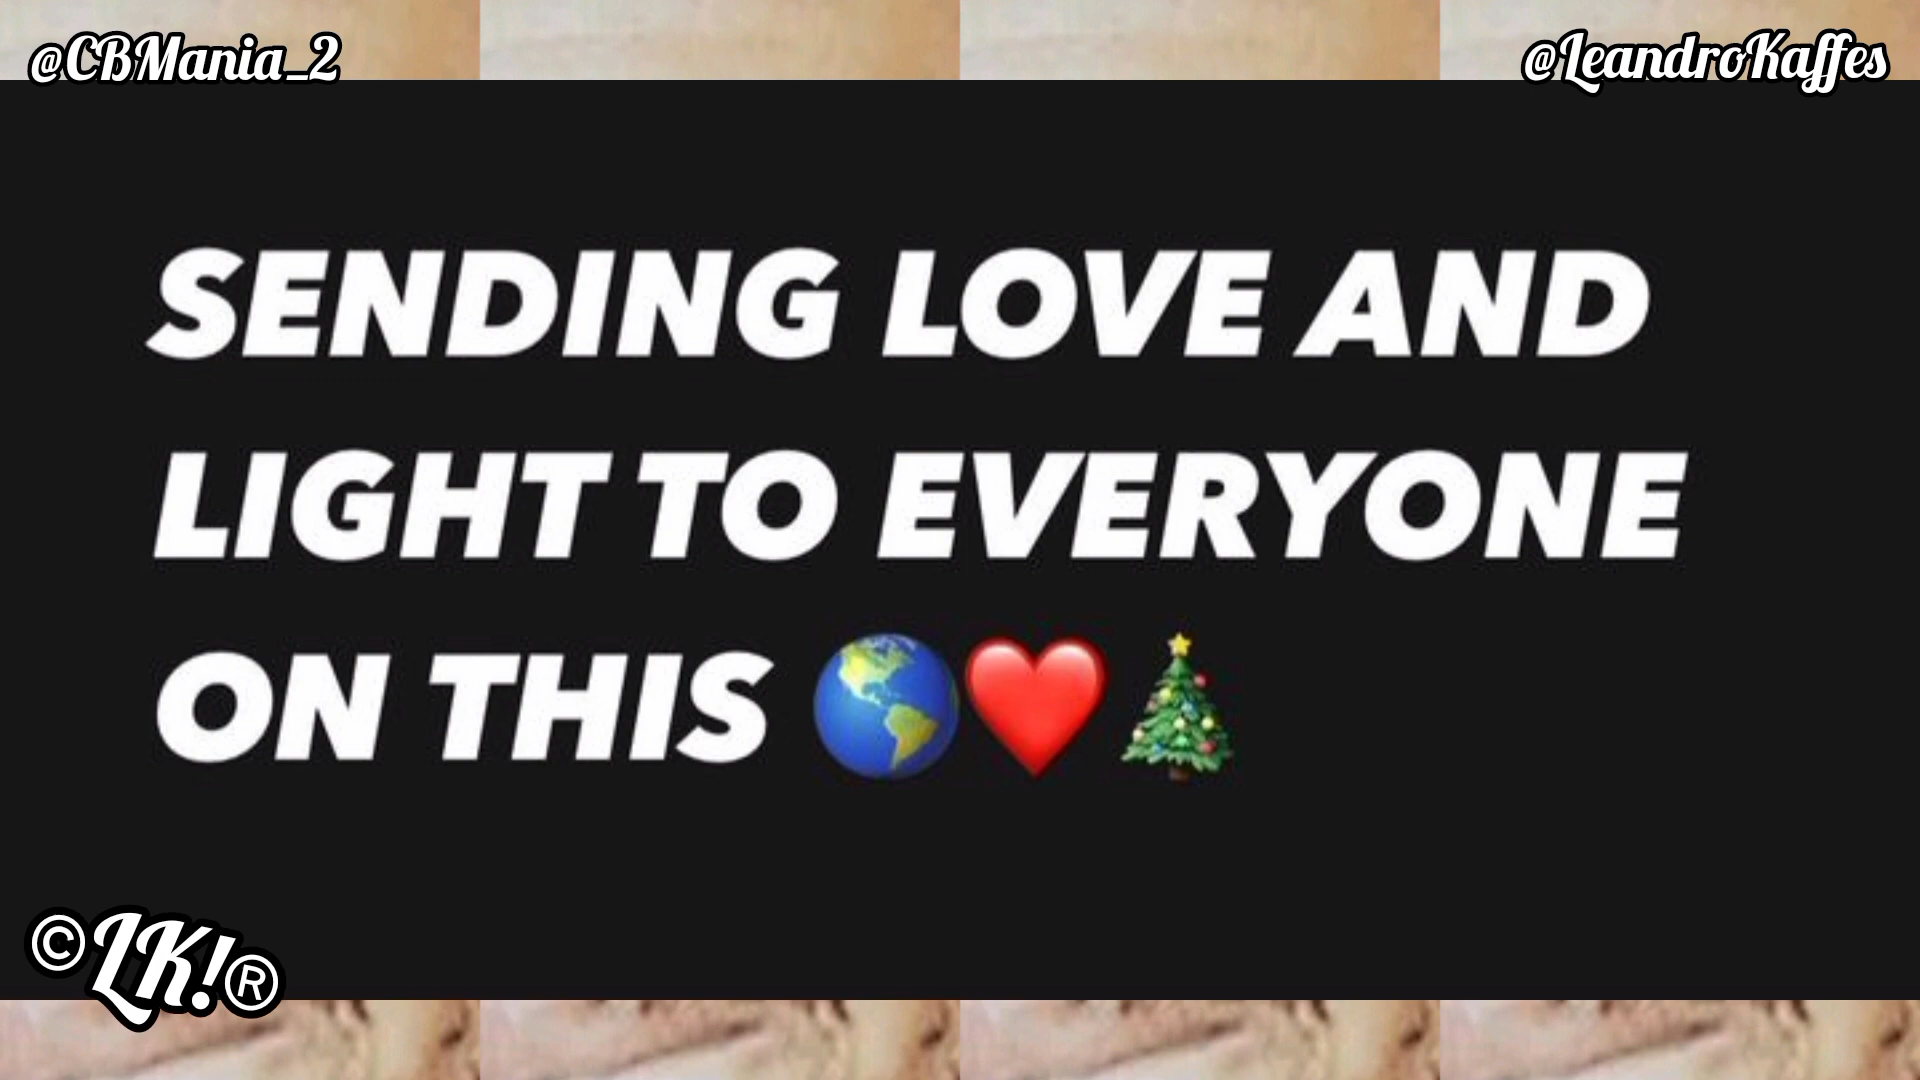 @CBMania_2
@LeandroKaffes
SENDING LOVE AND
LIGHT TO EVERYONE
ON THIS 🌎❤️🎄
©LK!®